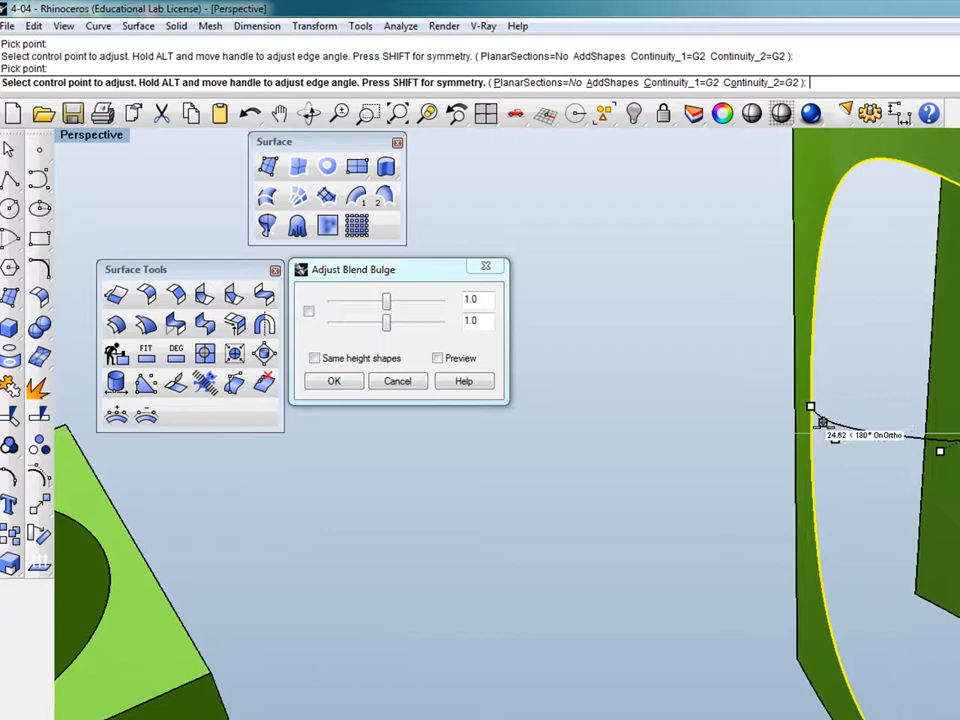 4-04 - Rhinoceros (Educational Lab License) - [Perspective]
File Edit View Curve Surface Solid Mesh Dimension Transform Tools Analyze Render V-Ray Help
Pick point:
Select control point to adjust. Hold ALT and move handle to adjust edge angle. Press SHIFT for symmetry. ( PlanarSections=No AddShapes Continuity_1=G2 Continuity_2=G2 ):
Pick point:
Select control point to adjust. Hold ALT and move handle to adjust edge angle. Press SHIFT for symmetry. ( PlanarSections=No AddShapes Continuity_1=G2 Continuity_2=G2 ):
Perspective
Surface
1 2
Surface Tools
FIT DEG
Adjust Blend Bulge
1.0
1.0
Same height shapes Preview
OK Cancel Help
24.62 < 180° OnOrtho